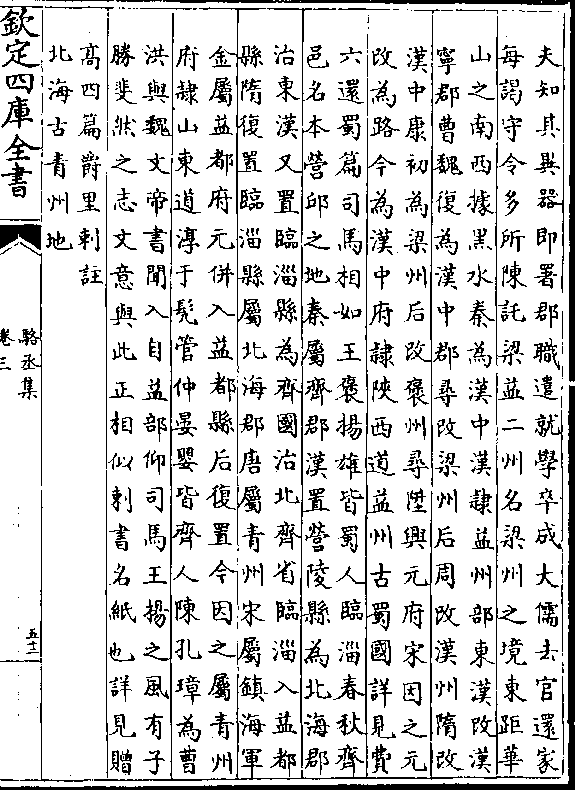 夫知其異器即署郡職遣就學卒成大儒去官還家
每謁守令多所陳託梁益二州名梁州之境東距華
山之南西據黑水秦為漢中漢隸益州部東漢改漢
寧郡曹魏復為漢中郡尋改梁州后周改漢州隋改
漢中康初為梁州后改褒州尋陞興元府宋因之元
改為路今為漢中府隸陜西道益州古蜀國詳見費
六還蜀篇司馬相如王褒揚雄皆蜀人臨淄春秋齊
邑名本營邱之地秦屬齊郡漢置營陵縣為北海郡
治東漢又置臨淄縣為齊國治北齊省臨淄入益都
縣隋復置臨淄縣屬北海郡唐屬青州宋屬鎮海軍
金屬益都府元併入益都縣后復置今因之屬青州
府隸山東道淳于髡管仲晏嬰皆齊人陳孔璋為曹
洪與魏文帝書聞入自益部仰司馬王揚之風有子
勝斐然之志文意與此正相似刺書名紙也詳見贈
高四篇爵里刺註
北海古青州地
欽定四庫全書
駱丞集
卷三